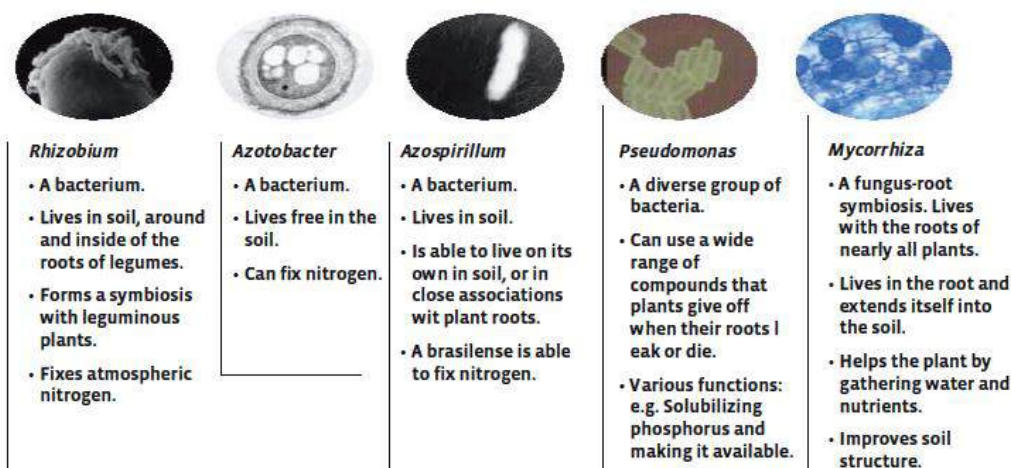 Rhizobium
• A bacterium.
• Lives in soil, around
and inside of the
roots of legumes.
• Forms a symbiosis
with leguminous
plants.
• Fixes atmospheric
nitrogen.
Azotobacter
• A bacterium.
• Lives free in the
soil.
• Can fix nitrogen.
Azospirillum
• A bacterium.
• Lives in soil.
• Is able to live on its
own in soil, or in
close associations
wit plant roots.
• A brasilense is able
to fix nitrogen.
Pseudomonas
• A diverse group of
bacteria.
• Can use a wide
range of
compounds that
plants give off
when their roots l
eak or die.
• Various functions:
e.g. Solubilizing
phosphorus and
making it available.
Mycorrhiza
• A fungus-root
symbiosis. Lives
with the roots of
nearly all plants.
• Lives in the root and
extends itself into
the soil.
• Helps the plant by
gathering water and
nutrients.
• Improves soil
structure.